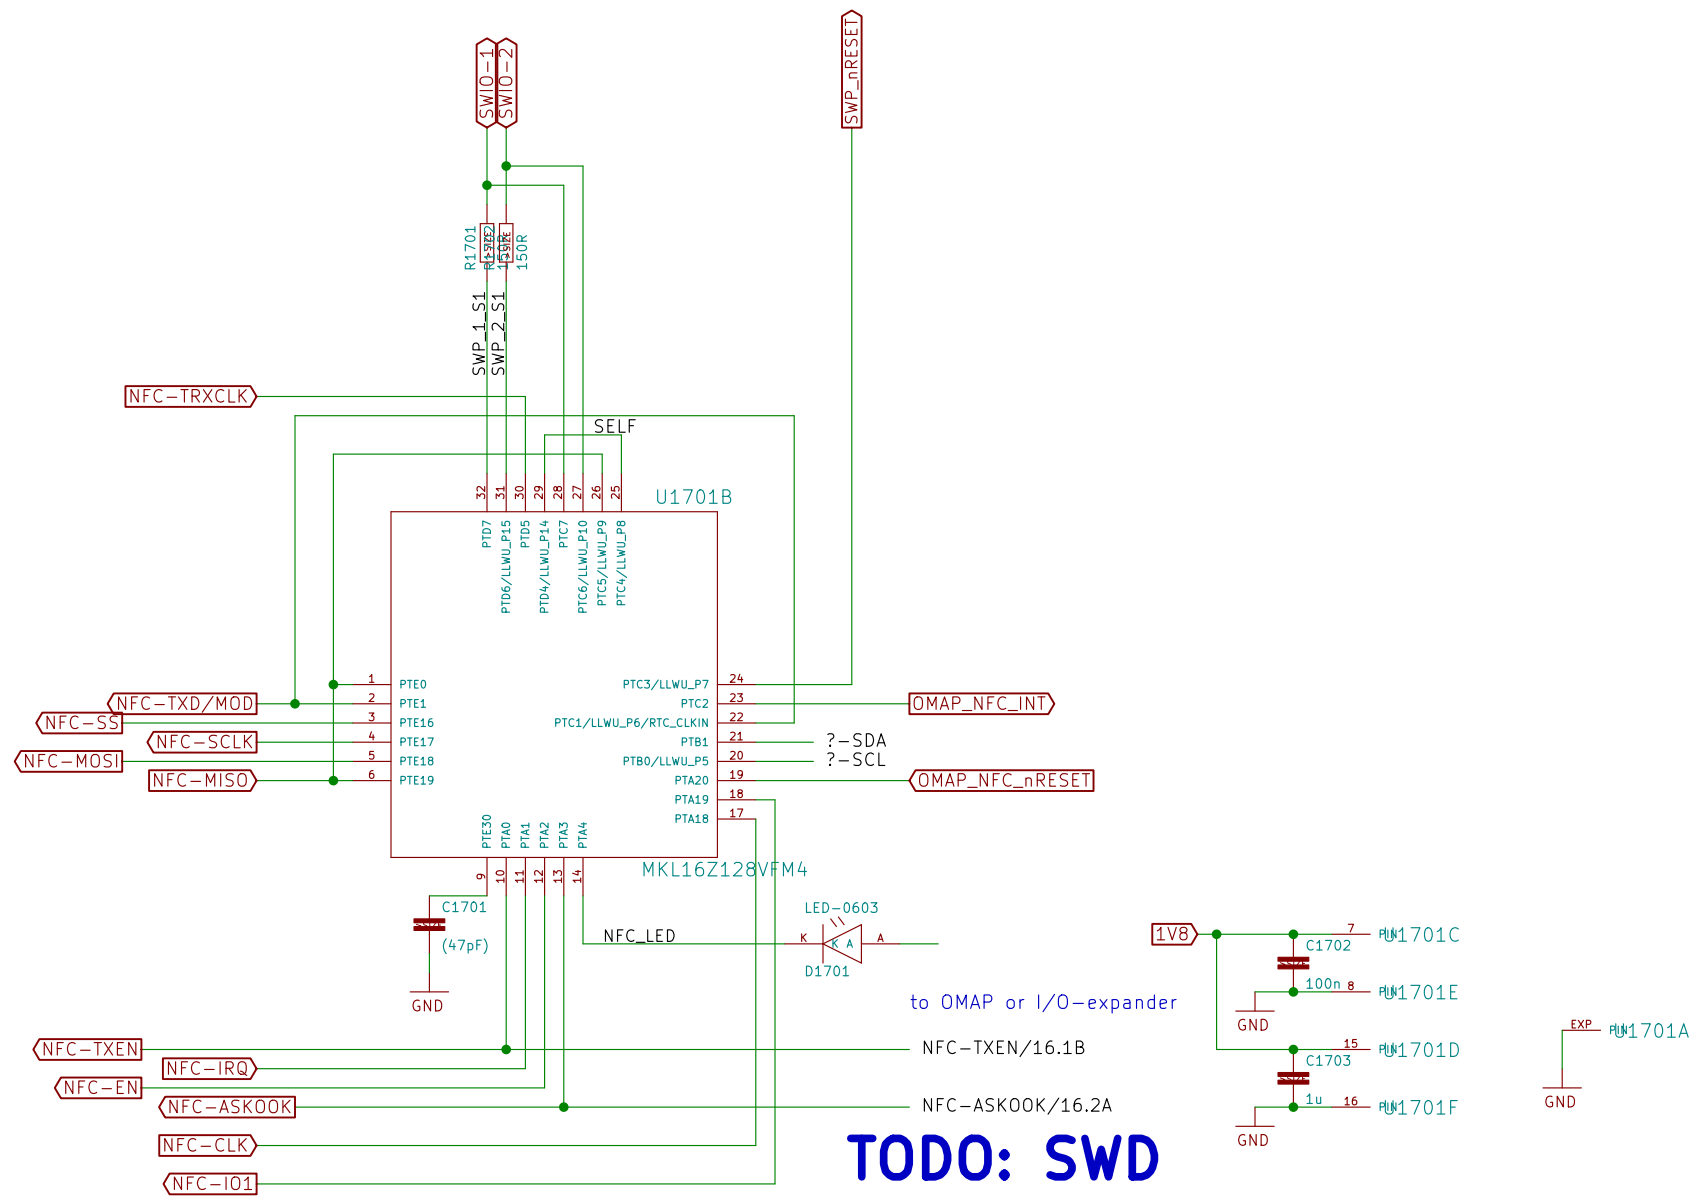 SWIO-1
SWIO-2
SWP_nRESET
R1701
R1702
150R
150R
SWP_1_S1
SWP_2_S1
NFC-TRXCLK
SELF
U1701B
32
31
30
29
28
27
26
25
PTD7
PTD6/LLWU_P15
PTD5
PTD4/LLWU_P14
PTC7
PTC6/LLWU_P10
PTC5/LLWU_P9
PTC4/LLWU_P8
NFC-TXD/MOD
NFC-SS
NFC-SCLK
NFC-MOSI
NFC-MISO
1 PTE0
2 PTE1
3 PTE16
4 PTE17
5 PTE18
6 PTE19
PTC3/LLWU_P7 24
PTC2 23
PTC1/LLWU_P6/RTC_CLKIN 22
PTB1 21
PTB0/LLWU_P5 20
PTA20 19
PTA19 18
PTA18 17
OMAP_NFC_INT
?-SDA
?-SCL
OMAP_NFC_nRESET
PTE30
PTA0
PTA1
PTA2
PTA3
PTA4
9
10
11
12
13
14
MKL16Z128VFM4
C1701
(47pF)
GND
NFC_LED
LED-0603
K
K A
A
D1701
1V8
7
PIN
U1701C
C1702
100n
8
PIN
U1701E
GND
15
PIN
U1701D
C1703
1u
16
PIN
U1701F
GND
EXP
PIN
U1701A
GND
to OMAP or I/O-expander
NFC-TXEN
NFC-TXEN/16.1B
NFC-IRQ
NFC-EN
NFC-ASKOOK
NFC-ASKOOK/16.2A
NFC-CLK
NFC-IO1
TODO: SWD